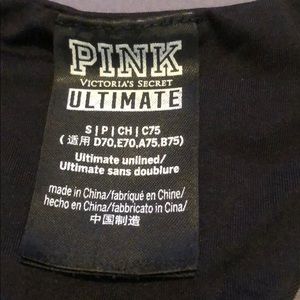 PINK
VICTORIA'S SECRET
ULTIMATE
S | P | CH | C75
(适用 D70,E70,A75,B75)
Ultimate unlined/
Ultimate sans doublure
made in China/fabriqué en Chine/
hecho en China/fabbricato in Cina/
中国制造